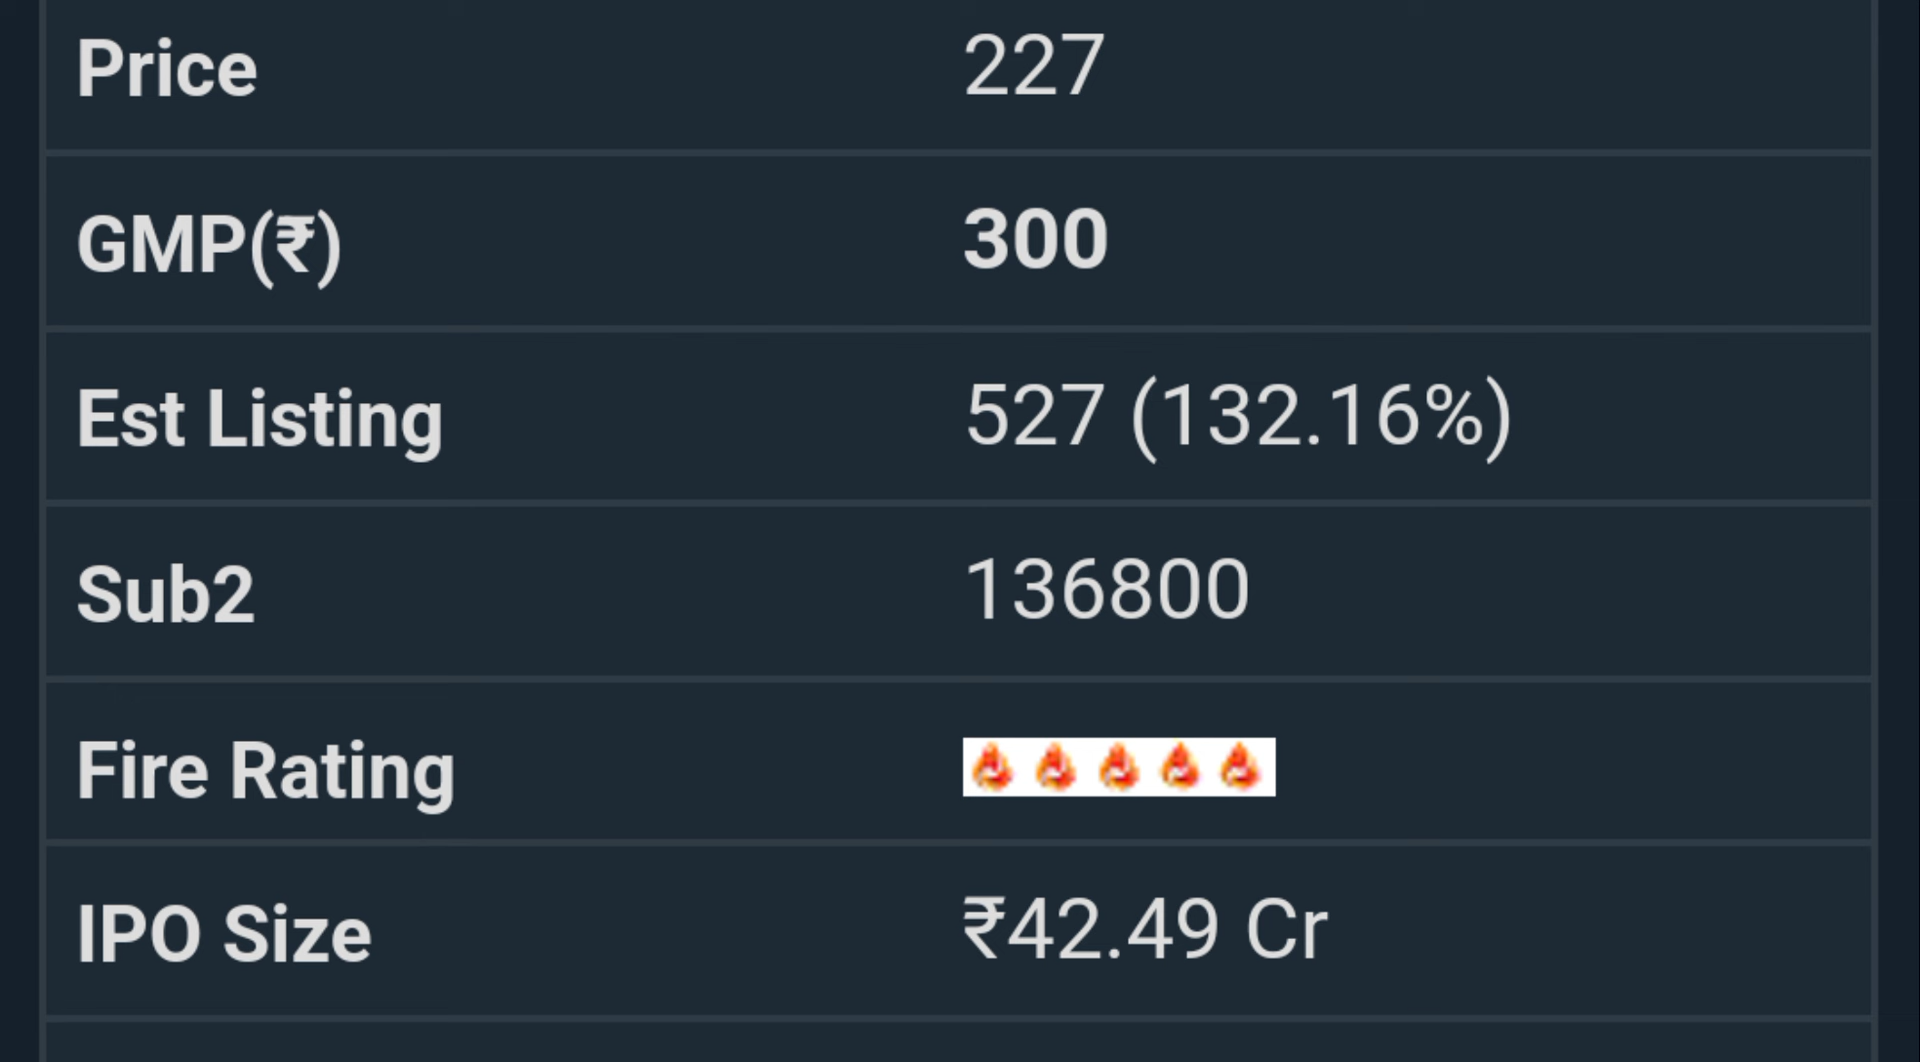 Price 227
GMP(₹) 300
Est Listing 527 (132.16%)
Sub2 136800
Fire Rating
IPO Size ₹42.49 Cr